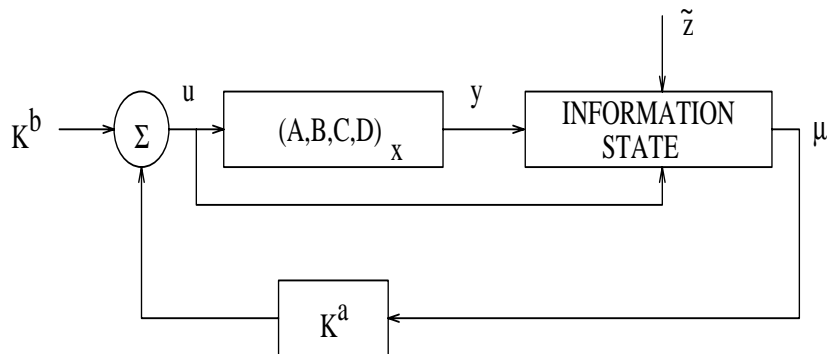 z̃
K^b
Σ
u
(A,B,C,D)_x
y
INFORMATION
STATE
μ
K^a